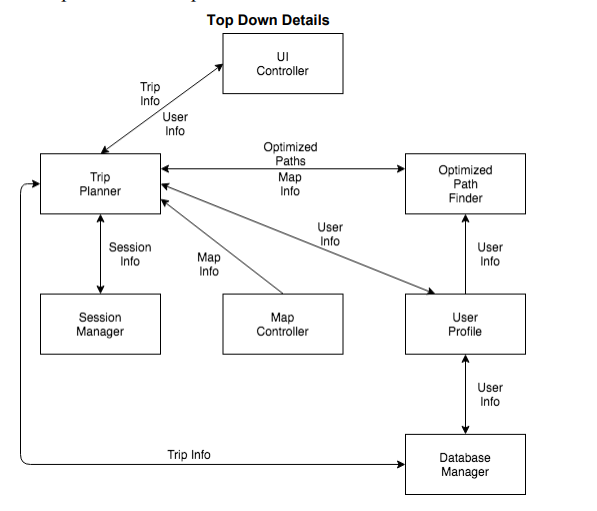 Top Down Details
UI
Controller
Trip
Info
User
Info
Optimized
Paths
Map
Info
Trip
Planner
Optimized
Path
Finder
User
Info
Session
Info
Map
Info
User
Info
Session
Manager
Map
Controller
User
Profile
User
Info
Trip Info
Database
Manager